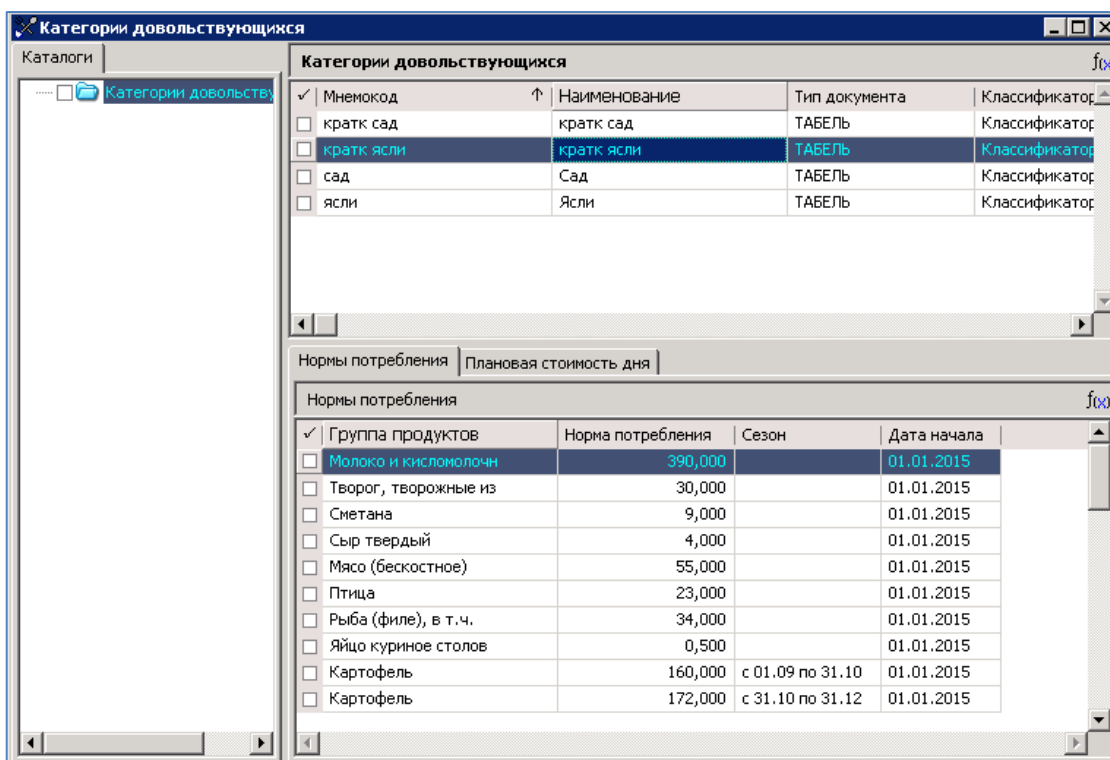 Категории довольствующихся
Каталоги
Категории довольству
Категории довольствующихся
f(x
✓ Мнемокод ↑ Наименование Тип документа Классификатор
кратк сад кратк сад ТАБЕЛЬ Классификатор
кратк ясли кратк ясли ТАБЕЛЬ Классификатор
сад Сад ТАБЕЛЬ Классификатор
ясли Ясли ТАБЕЛЬ Классификатор
Нормы потребления Плановая стоимость дня
Нормы потребления f(x)
✓ Группа продуктов Норма потребления Сезон Дата начала
Молоко и кисломолочн 390,000 01.01.2015
Творог, творожные из 30,000 01.01.2015
Сметана 9,000 01.01.2015
Сыр твердый 4,000 01.01.2015
Мясо (бескостное) 55,000 01.01.2015
Птица 23,000 01.01.2015
Рыба (филе), в т.ч. 34,000 01.01.2015
Яйцо куриное столов 0,500 01.01.2015
Картофель 160,000 с 01.09 по 31.10 01.01.2015
Картофель 172,000 с 31.10 по 31.12 01.01.2015